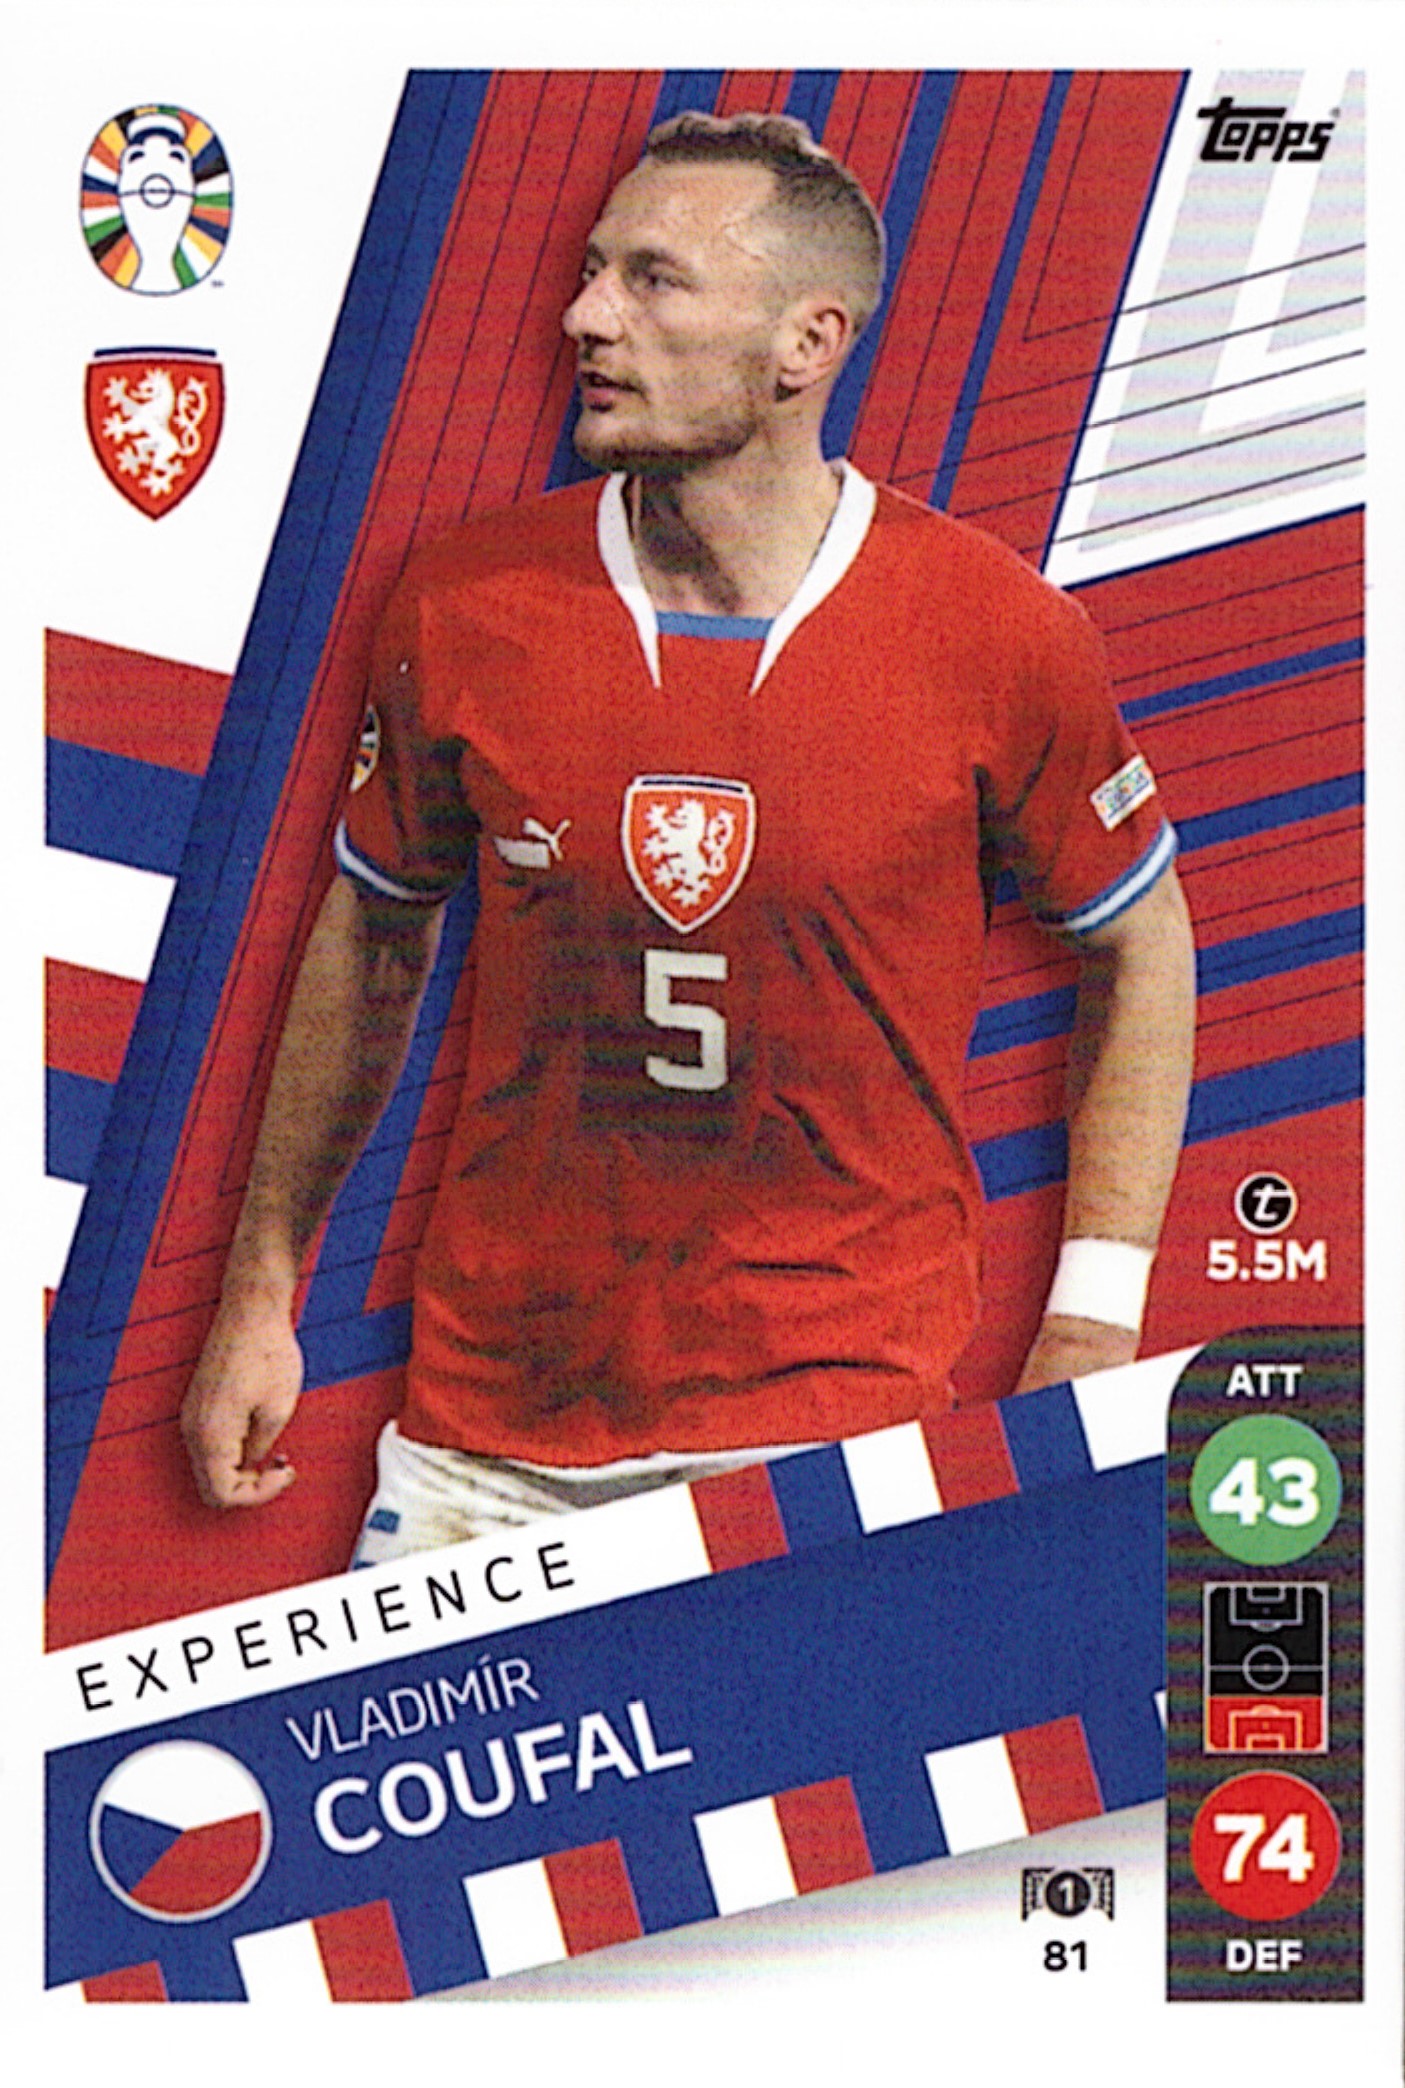 topps
5
5.5M
ATT
43
EXPERIENCE
VLADIMÍR
COUFAL
74
1
81
DEF